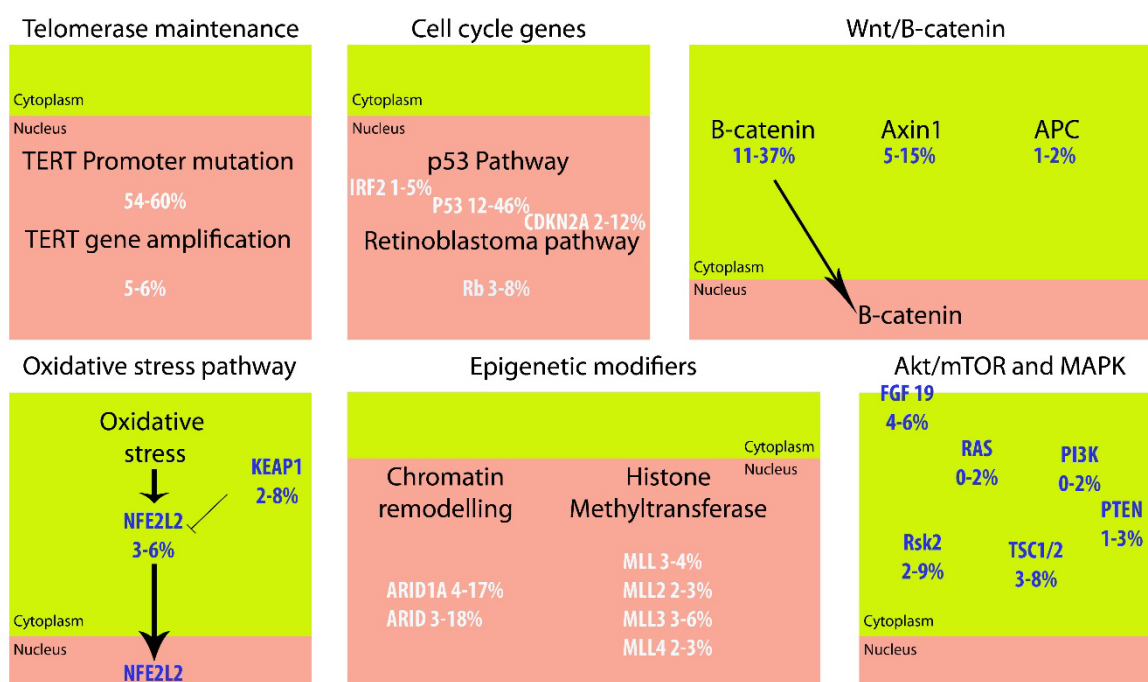 Telomerase maintenance
Cytoplasm
Nucleus
TERT Promoter mutation
54-60%
TERT gene amplification
5-6%
Cell cycle genes
Cytoplasm
Nucleus
p53 Pathway
IRF2 1-5%
P53 12-46%
CDKN2A 2-12%
Retinoblastoma pathway
Rb 3-8%
Wnt/B-catenin
B-catenin
11-37%
Axin1
5-15%
APC
1-2%
Cytoplasm
Nucleus
B-catenin
Oxidative stress pathway
Oxidative
stress
KEAP1
2-8%
NFE2L2
3-6%
Cytoplasm
Nucleus
NFE2L2
Epigenetic modifiers
Cytoplasm
Nucleus
Chromatin
remodelling
ARID1A 4-17%
ARID 3-18%
Histone
Methyltransferase
MLL 3-4%
MLL2 2-3%
MLL3 3-6%
MLL4 2-3%
Akt/mTOR and MAPK
FGF 19
4-6%
RAS
0-2%
PI3K
0-2%
PTEN
1-3%
Rsk2
2-9%
TSC1/2
3-8%
Cytoplasm
Nucleus